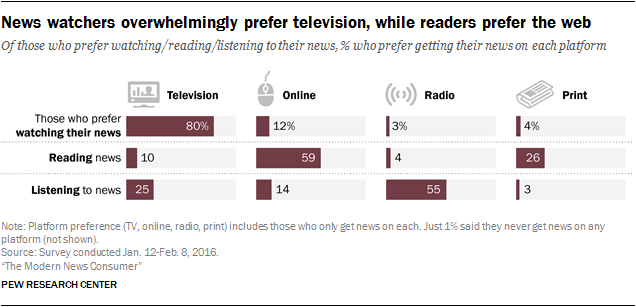 News watchers overwhelmingly prefer television, while readers prefer the web
Of those who prefer watching/reading/listening to their news, % who prefer getting their news on each platform
Television Online Radio Print
Those who prefer
watching their news 80% 12% 3% 4%
Reading news 10 59 4 26
Listening to news 25 14 55 3
Note: Platform preference (TV, online, radio, print) includes those who only get news on each. Just 1% said they never get news on any
platform (not shown).
Source: Survey conducted Jan. 12-Feb. 8, 2016.
“The Modern News Consumer”
PEW RESEARCH CENTER